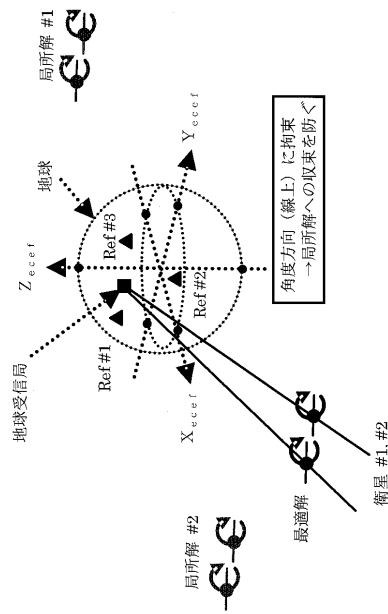 局所解 #1
地球
Z ecef
地球受信局
Ref #3
Ref #1
Ref #2
Y ecef
X ecef
角度方向（線上）に拘束
→局所解への収束を防ぐ
局所解 #2
最適解
衛星 #1, #2